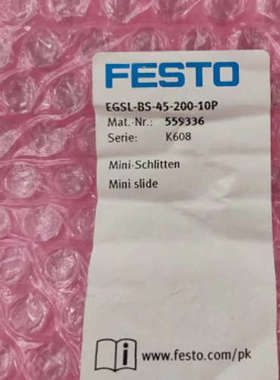 FESTO
EGSL-BS-45-200-10P
Mat.-Nr.: 559336
Serie: K608
Mini-Schlitten
Mini slide
www.festo.com/pk